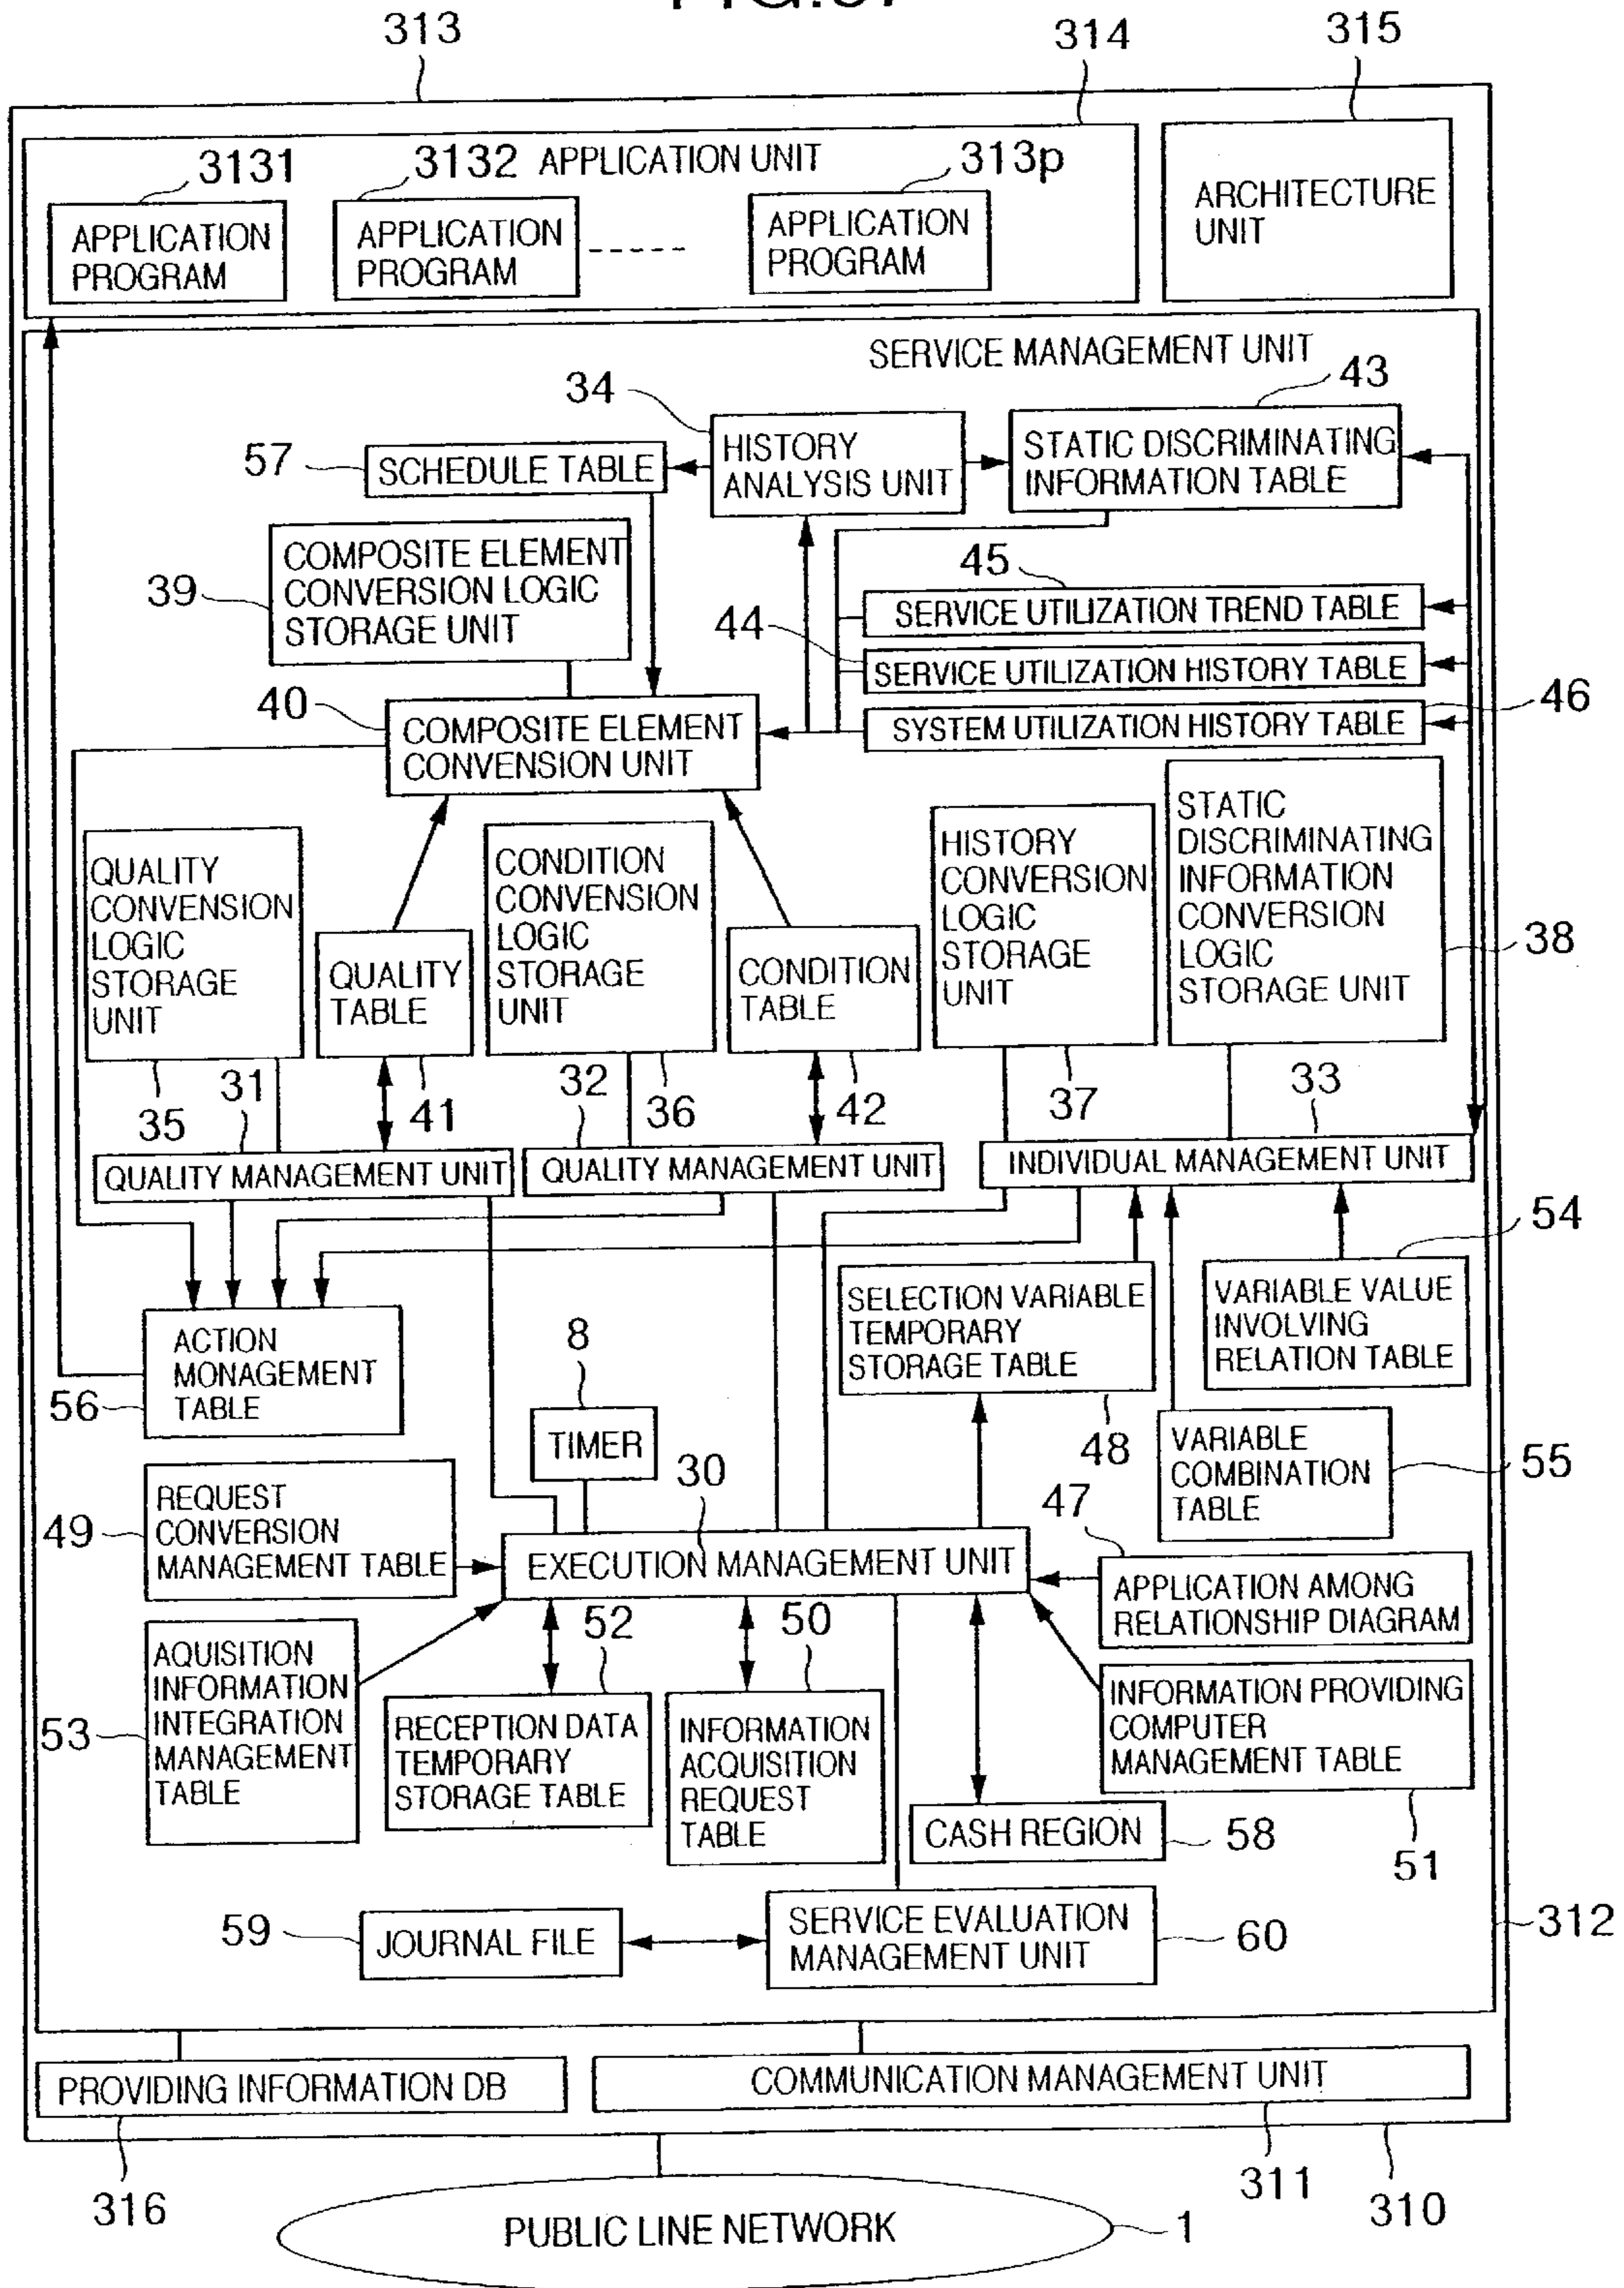 313
314
315
3131
3132
APPLICATION UNIT
313p
APPLICATION
PROGRAM
APPLICATION
PROGRAM
APPLICATION
PROGRAM
ARCHITECTURE
UNIT
SERVICE MANAGEMENT UNIT
34
43
57
SCHEDULE TABLE
HISTORY
ANALYSIS UNIT
STATIC DISCRIMINATING
INFORMATION TABLE
39
COMPOSITE ELEMENT
CONVERSION LOGIC
STORAGE UNIT
45
SERVICE UTILIZATION TREND TABLE
44
SERVICE UTILIZATION HISTORY TABLE
46
SYSTEM UTILIZATION HISTORY TABLE
40
COMPOSITE ELEMENT
CONVENSION UNIT
QUALITY
CONVENSION
LOGIC
STORAGE
UNIT
QUALITY
TABLE
CONDITION
CONVENSION
LOGIC
STORAGE
UNIT
CONDITION
TABLE
HISTORY
CONVERSION
LOGIC
STORAGE
UNIT
STATIC
DISCRIMINATING
INFORMATION
CONVERSION
LOGIC
STORAGE UNIT
38
35
31
41
32
36
42
37
33
QUALITY MANAGEMENT UNIT
QUALITY MANAGEMENT UNIT
INDIVIDUAL MANAGEMENT UNIT
54
SELECTION VARIABLE
TEMPORARY
STORAGE TABLE
VARIABLE VALUE
INVOLVING
RELATION TABLE
ACTION
MONAGEMENT
TABLE
56
8
TIMER
48
VARIABLE
COMBINATION
TABLE
55
30
47
49
REQUEST
CONVERSION
MANAGEMENT TABLE
EXECUTION MANAGEMENT UNIT
APPLICATION AMONG
RELATIONSHIP DIAGRAM
53
AQUISITION
INFORMATION
INTEGRATION
MANAGEMENT
TABLE
52
50
RECEPTION DATA
TEMPORARY
STORAGE TABLE
INFORMATION
ACQUISITION
REQUEST
TABLE
INFORMATION PROVIDING
COMPUTER
MANAGEMENT TABLE
CASH REGION
58
51
59
JOURNAL FILE
SERVICE EVALUATION
MANAGEMENT UNIT
60
312
PROVIDING INFORMATION DB
COMMUNICATION MANAGEMENT UNIT
316
311
310
PUBLIC LINE NETWORK
1